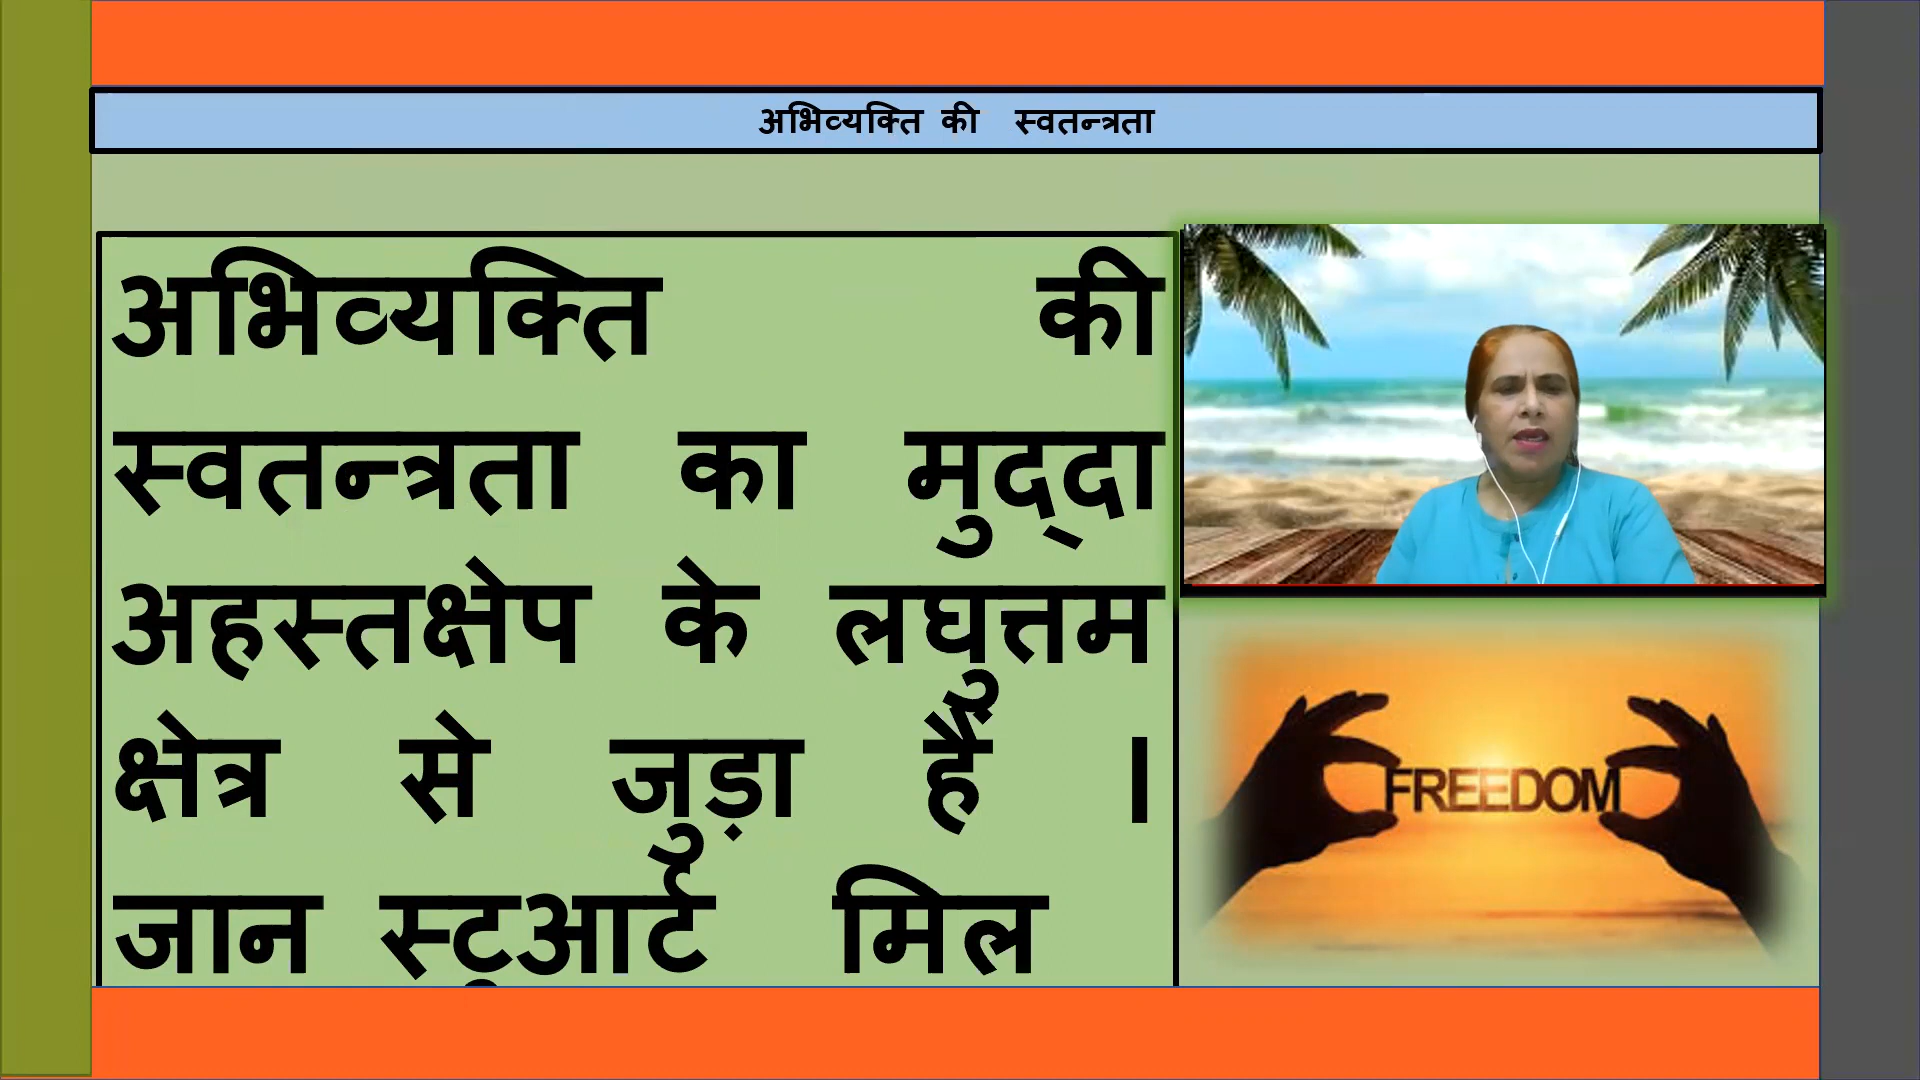 अभिव्यक्ति की स्वतन्त्रता
अभिव्यक्ति की
स्वतन्त्रता का मुद्दा
अहस्तक्षेप के लघुत्तम
क्षेत्र से जुड़ा है ।
जान स्टूआर्ट मिल
FREEDOM